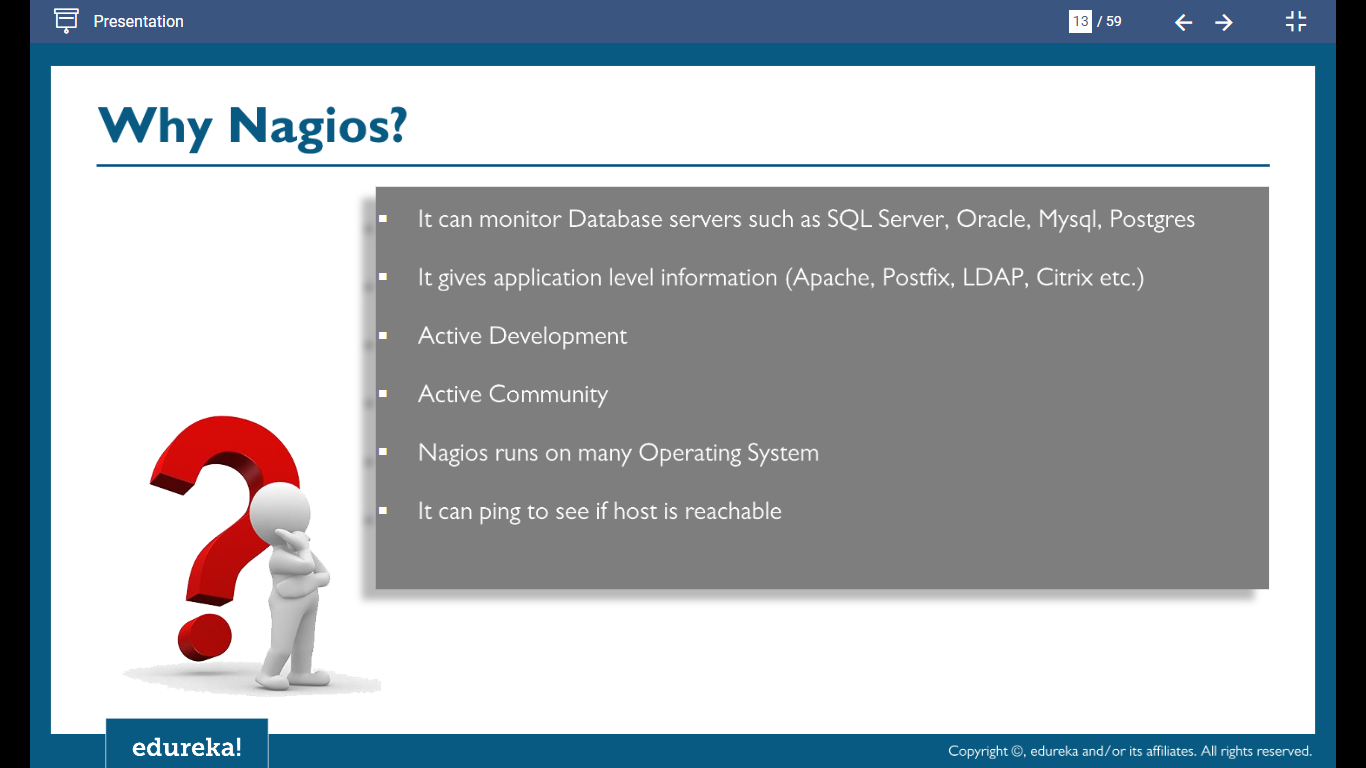 Presentation
13 / 59
Why Nagios?
▪ It can monitor Database servers such as SQL Server, Oracle, Mysql, Postgres
▪ It gives application level information (Apache, Postfix, LDAP, Citrix etc.)
▪ Active Development
▪ Active Community
▪ Nagios runs on many Operating System
▪ It can ping to see if host is reachable
edureka!
Copyright ©, edureka and/or its affiliates. All rights reserved.